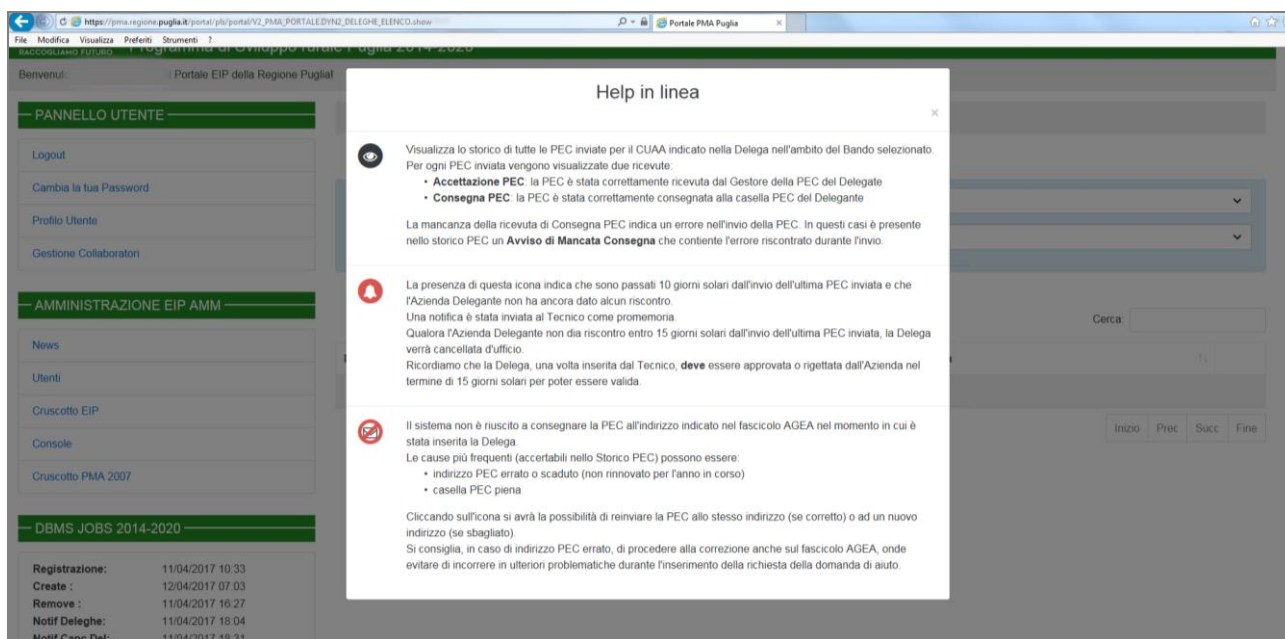 https://pma.regione.puglia.it/portal/pls/portal/V2_PMA_PORTALE.DYN2_DELEGHE_ELENCO.show
Portale PMA Puglia
File Modifica Visualizza Preferiti Strumenti ?
RACCOGLIAMO FUTURO Programma di Sviluppo rurale Puglia 2014-2020
Benvenut
Portale EIP della Regione Puglia!
PANNELLO UTENTE
Logout
Cambia la tua Password
Profilo Utente
Gestione Collaboratori
AMMINISTRAZIONE EIP AMM
News
Utenti
Cruscotto EIP
Console
Cruscotto PMA 2007
DBMS JOBS 2014-2020
Registrazione: 11/04/2017 10:33
Create : 12/04/2017 07:03
Remove : 11/04/2017 16:27
Notif Deleghe: 11/04/2017 18:04
Notif Canc Del: 11/04/2017 18:31
Help in linea
×
Visualizza lo storico di tutte le PEC inviate per il CUAA indicato nella Delega nell'ambito del Bando selezionato.
Per ogni PEC inviata vengono visualizzate due ricevute:
• Accettazione PEC: la PEC è stata correttamente ricevuta dal Gestore della PEC del Delegate
• Consegna PEC: la PEC è stata correttamente consegnata alla casella PEC del Delegante
La mancanza della ricevuta di Consegna PEC indica un errore nell'invio della PEC. In questi casi è presente
nello storico PEC un Avviso di Mancata Consegna che contiente l'errore riscontrato durante l'invio.
La presenza di questa icona indica che sono passati 10 giorni solari dall'invio dell'ultima PEC inviata e che
l'Azienda Delegante non ha ancora dato alcun riscontro.
Una notifica è stata inviata al Tecnico come promemoria.
Qualora l'Azienda Delegante non dia riscontro entro 15 giorni solari dall'invio dell'ultima PEC inviata, la Delega
verrà cancellata d'ufficio.
Ricordiamo che la Delega, una volta inserita dal Tecnico, deve essere approvata o rigettata dall'Azienda nel
termine di 15 giorni solari per poter essere valida.
Il sistema non è riuscito a consegnare la PEC all'indirizzo indicato nel fascicolo AGEA nel momento in cui è
stata inserita la Delega.
Le cause più frequenti (accertabili nello Storico PEC) possono essere:
• indirizzo PEC errato o scaduto (non rinnovato per l'anno in corso)
• casella PEC piena
Cliccando sull'icona si avrà la possibilità di reinviare la PEC allo stesso indirizzo (se corretto) o ad un nuovo
indirizzo (se sbagliato).
Si consiglia, in caso di indirizzo PEC errato, di procedere alla correzione anche sul fascicolo AGEA, onde
evitare di incorrere in ulteriori problematiche durante l'inserimento della richiesta della domanda di aiuto.
Cerca:
Inizio Prec Succ Fine